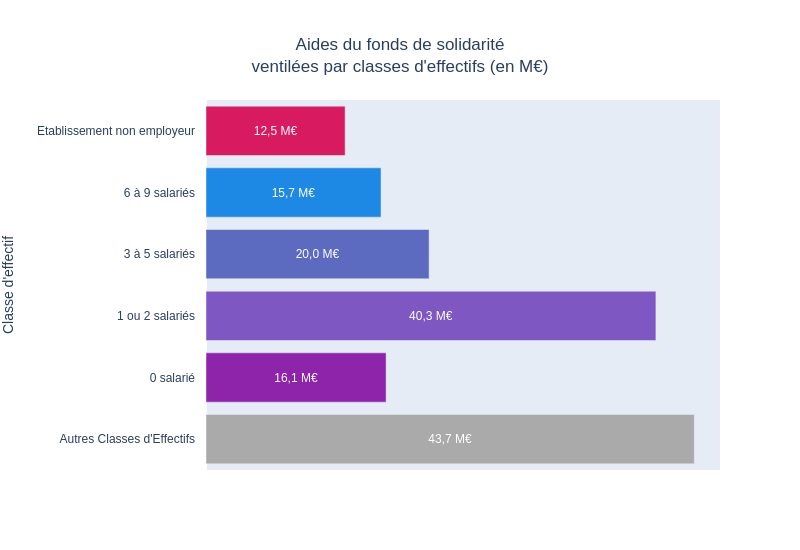 Aides du fonds de solidarité
ventilées par classes d'effectifs (en M€)
Classe d'effectif
Etablissement non employeur
12,5 M€
6 à 9 salariés
15,7 M€
3 à 5 salariés
20,0 M€
1 ou 2 salariés
40,3 M€
0 salarié
16,1 M€
Autres Classes d'Effectifs
43,7 M€